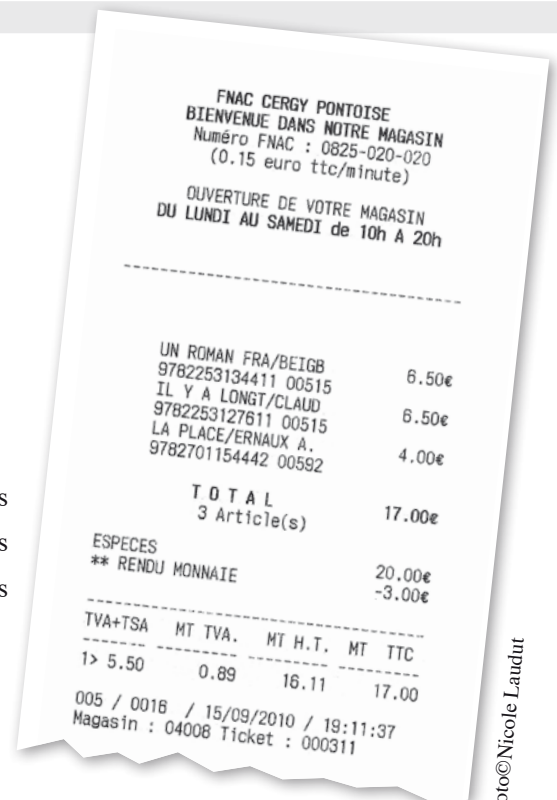 FNAC CERGY PONTOISE
BIENVENUE DANS NOTRE MAGASIN
Numéro FNAC : 0825-020-020
(0.15 euro ttc/minute)
OUVERTURE DE VOTRE MAGASIN
DU LUNDI AU SAMEDI de 10h A 20h
UN ROMAN FRA/BEIGB 6.50€
9782253134411 00515
IL Y A LONGT/CLAUD 6.50€
9782253127611 00515
LA PLACE/ERNAUX A. 4.00€
9782701154442 00592
T O T A L 17.00€
3 Article(s)
ESPECES 20.00€
** RENDU MONNAIE -3.00€
TVA+TSA MT TVA. MT H.T. MT TTC
1> 5.50 0.89 16.11 17.00
005 / 0016 / 15/09/2010 / 19:11:37
Magasin : 04008 Ticket : 000311
s
s
s
oto©Nicole Laudut